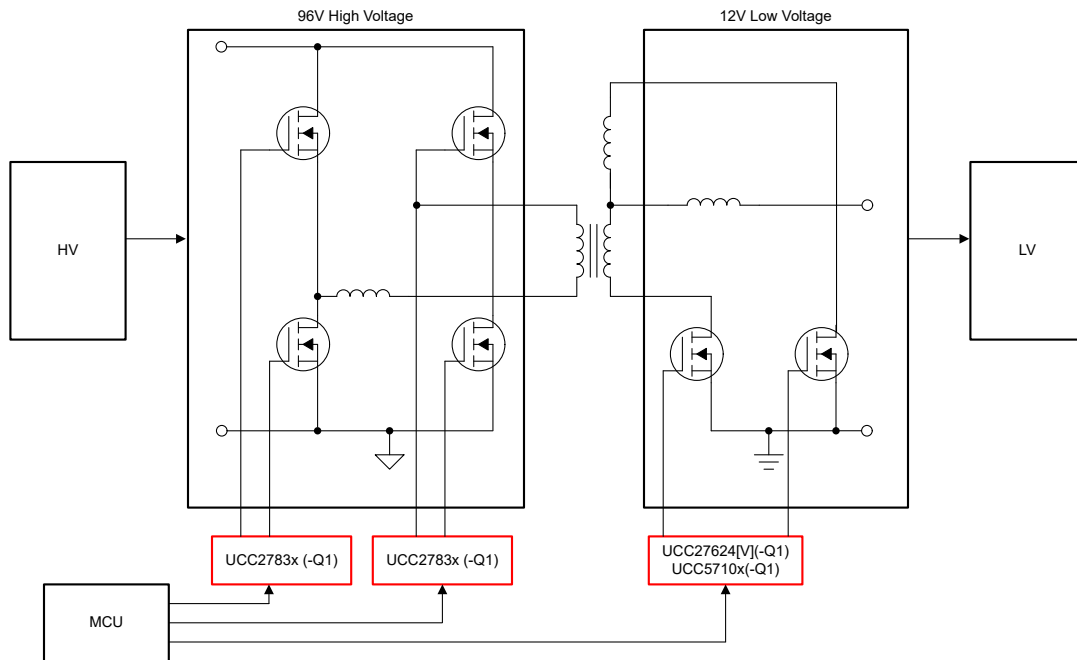 96V High Voltage
12V Low Voltage
HV
LV
UCC2783x (-Q1)
UCC2783x (-Q1)
UCC27624[V](-Q1)
UCC5710x(-Q1)
MCU